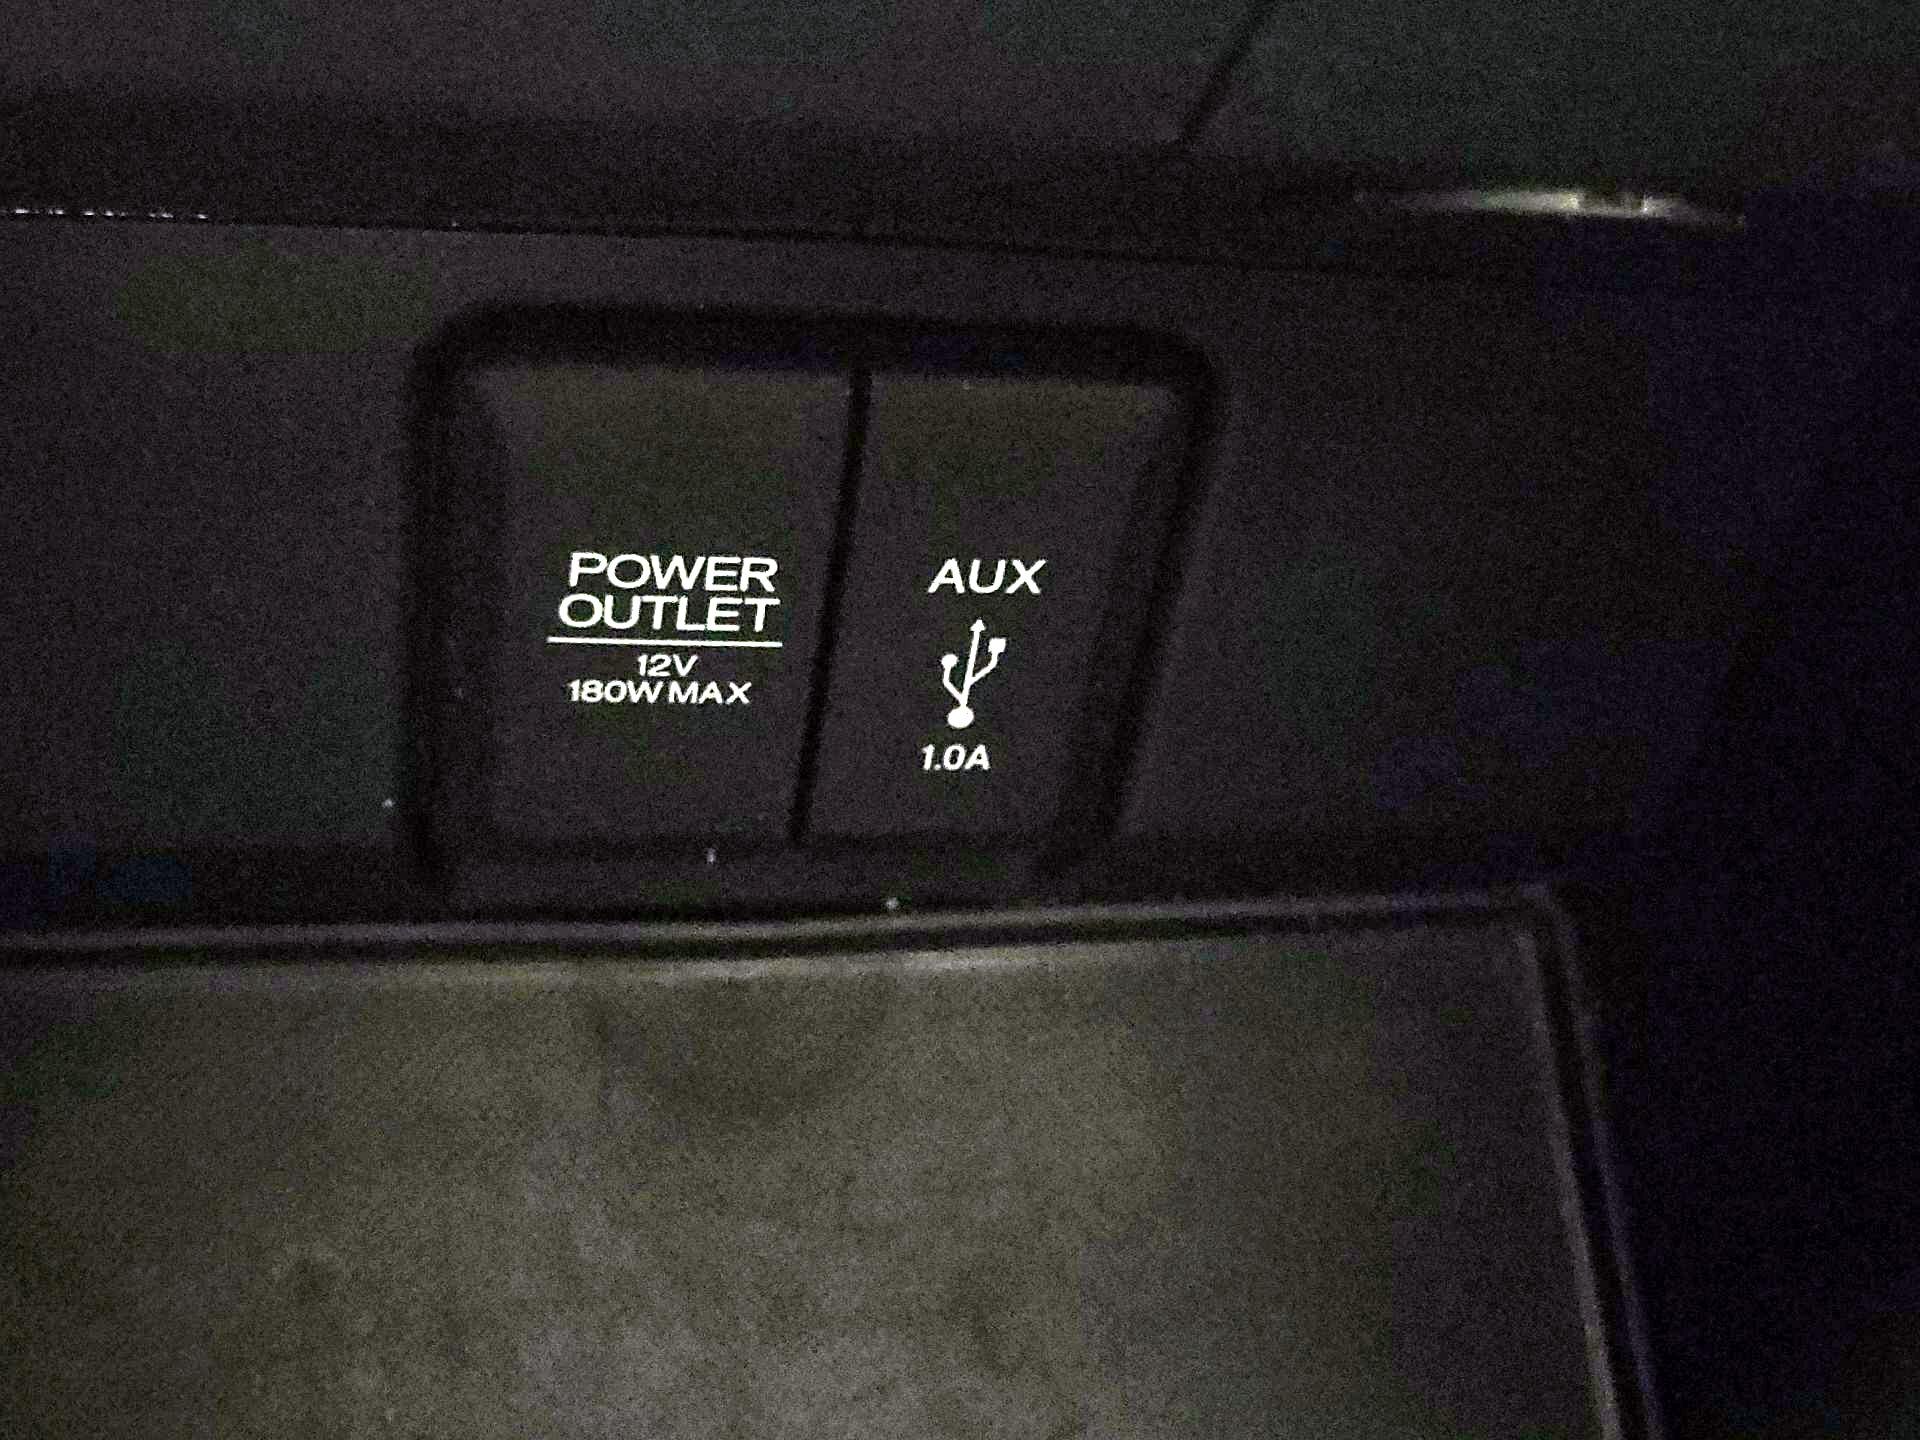 POWER
OUTLET
12V
180W MAX
AUX
1.0A